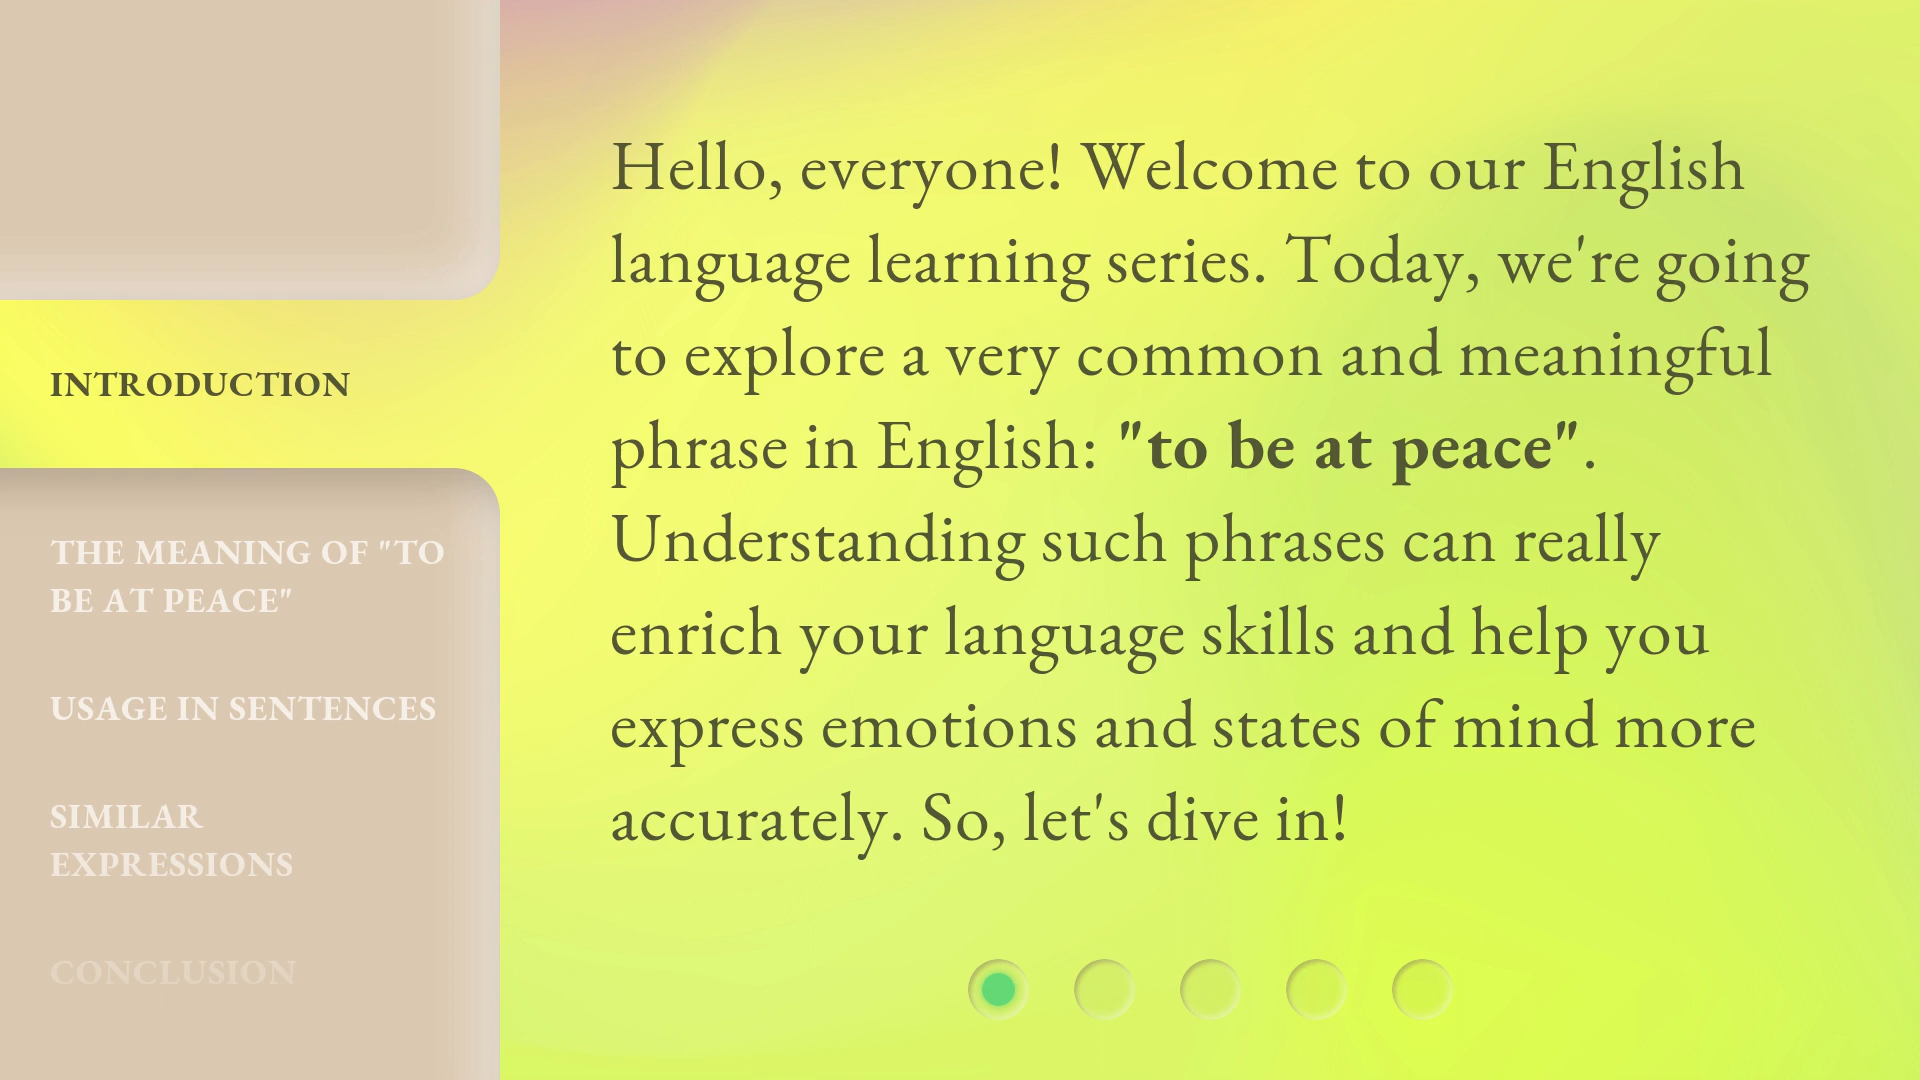 INTRODUCTION
THE MEANING OF "TO
BE AT PEACE"
USAGE IN SENTENCES
SIMILAR
EXPRESSIONS
CONCLUSION
Hello, everyone! Welcome to our English
language learning series. Today, we're going
to explore a very common and meaningful
phrase in English: "to be at peace".
Understanding such phrases can really
enrich your language skills and help you
express emotions and states of mind more
accurately. So, let's dive in!